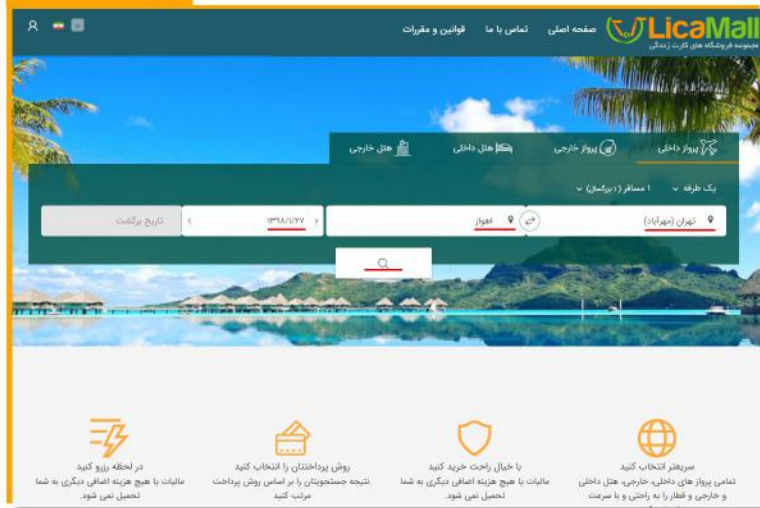 LicaMall
مجموعه فروشگاه های کارت زندگی
صفحه اصلی تماس با ما قوانین و مقررات
پرواز داخلی پرواز خارجی هتل داخلی هتل خارجی
یک طرفه ۱ مسافر (۱ بزرگسال)
تهران (مهرآباد) اهواز ۱۳۹۸/۱/۲۷ تاریخ برگشت
سریعتر انتخاب کنید
تمامی پرواز های داخلی، خارجی، هتل داخلی
و خارجی و قطار را به راحتی و با سرعت
با خیال راحت خرید کنید
مالیات یا هیچ هزینه اضافی دیگری به شما
تحمیل نمی شود.
روش پرداختتان را انتخاب کنید
نتیجه جستجویتان را بر اساس روش پرداخت
مرتب کنید
در لحظه رزرو کنید
مالیات یا هیچ هزینه اضافی دیگری به شما
تحمیل نمی شود.